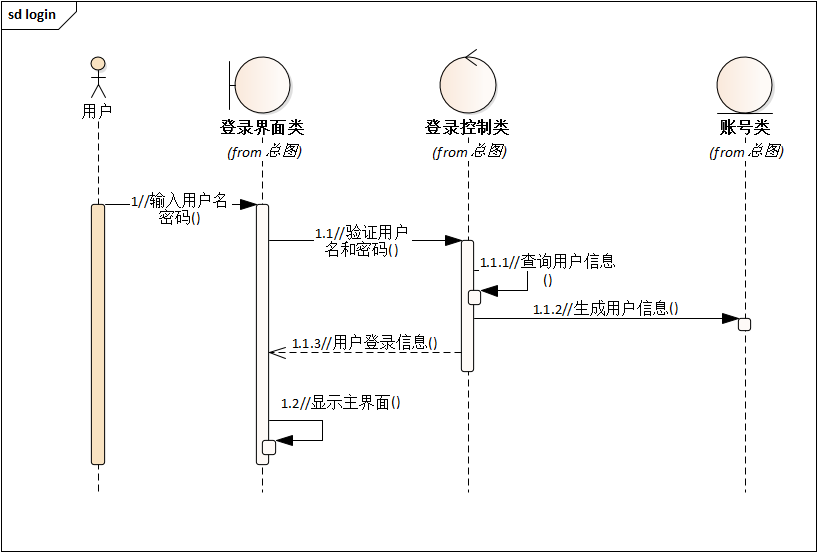 sd login
用户
登录界面类
登录控制类
账号类
(from 总图)
(from 总图)
(from 总图)
1//输入用户名
密码()
1.1//验证用户
名和密码()
1.1.1//查询用户信息
()
1.1.2//生成用户信息()
1.1.3//用户登录信息()
1.2//显示主界面()